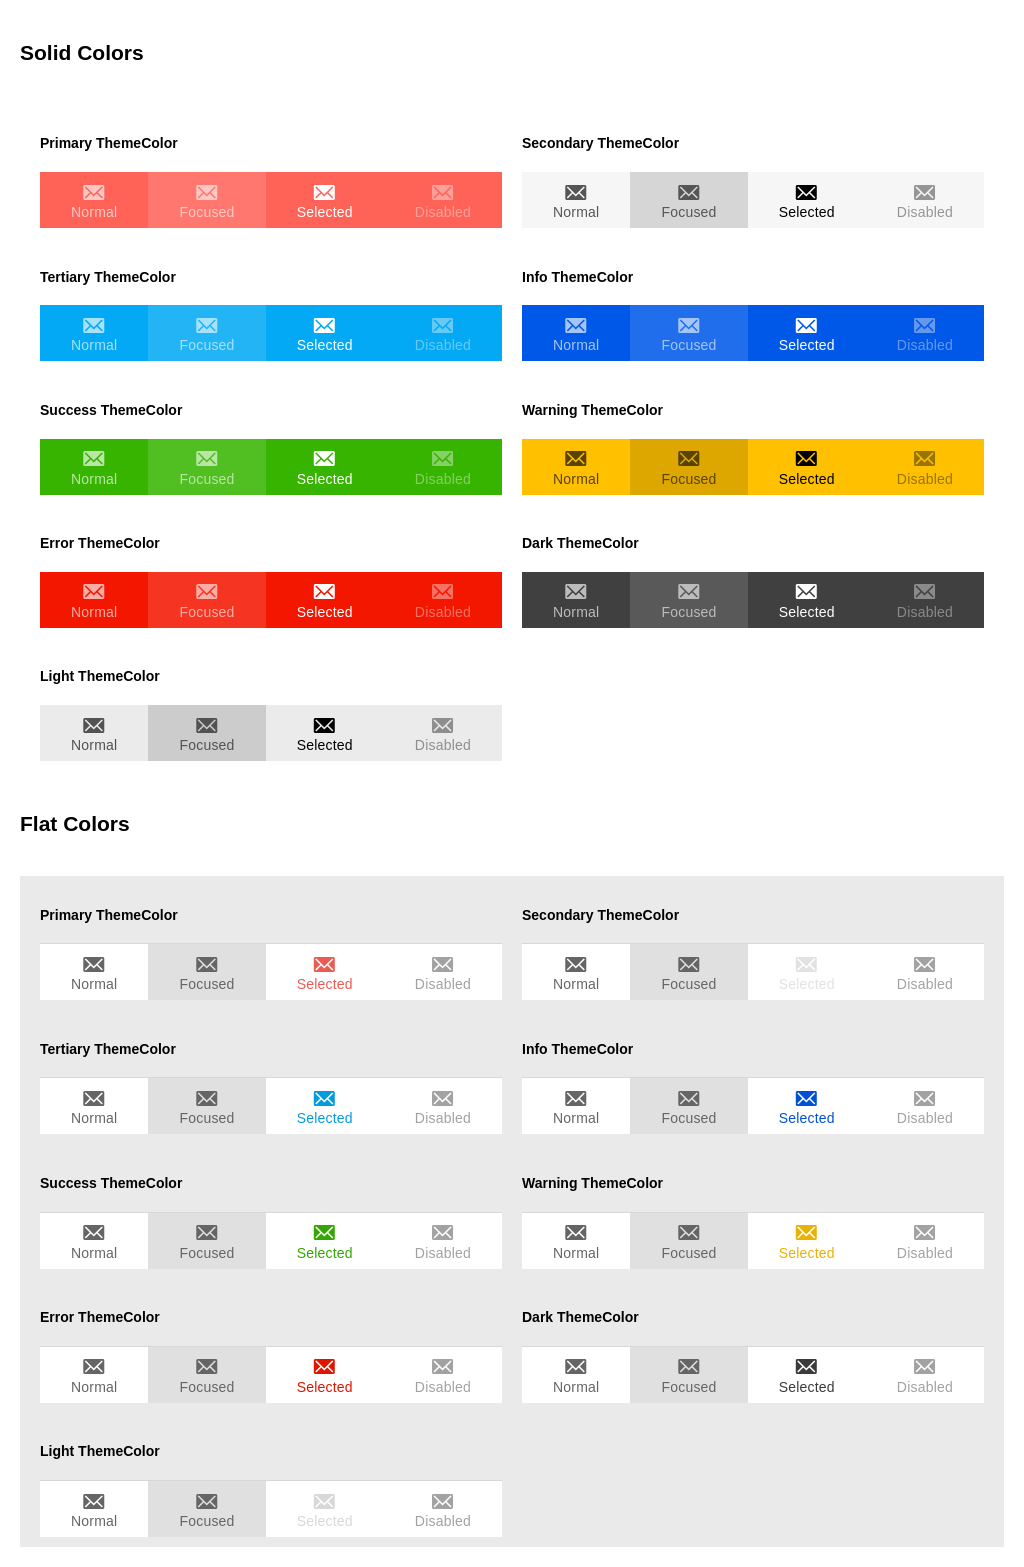 Solid Colors
Primary ThemeColor
Normal Focused Selected Disabled
Secondary ThemeColor
Normal Focused Selected Disabled
Tertiary ThemeColor
Normal Focused Selected Disabled
Info ThemeColor
Normal Focused Selected Disabled
Success ThemeColor
Normal Focused Selected Disabled
Warning ThemeColor
Normal Focused Selected Disabled
Error ThemeColor
Normal Focused Selected Disabled
Dark ThemeColor
Normal Focused Selected Disabled
Light ThemeColor
Normal Focused Selected Disabled
Flat Colors
Primary ThemeColor
Normal Focused Selected Disabled
Secondary ThemeColor
Normal Focused Selected Disabled
Tertiary ThemeColor
Normal Focused Selected Disabled
Info ThemeColor
Normal Focused Selected Disabled
Success ThemeColor
Normal Focused Selected Disabled
Warning ThemeColor
Normal Focused Selected Disabled
Error ThemeColor
Normal Focused Selected Disabled
Dark ThemeColor
Normal Focused Selected Disabled
Light ThemeColor
Normal Focused Selected Disabled